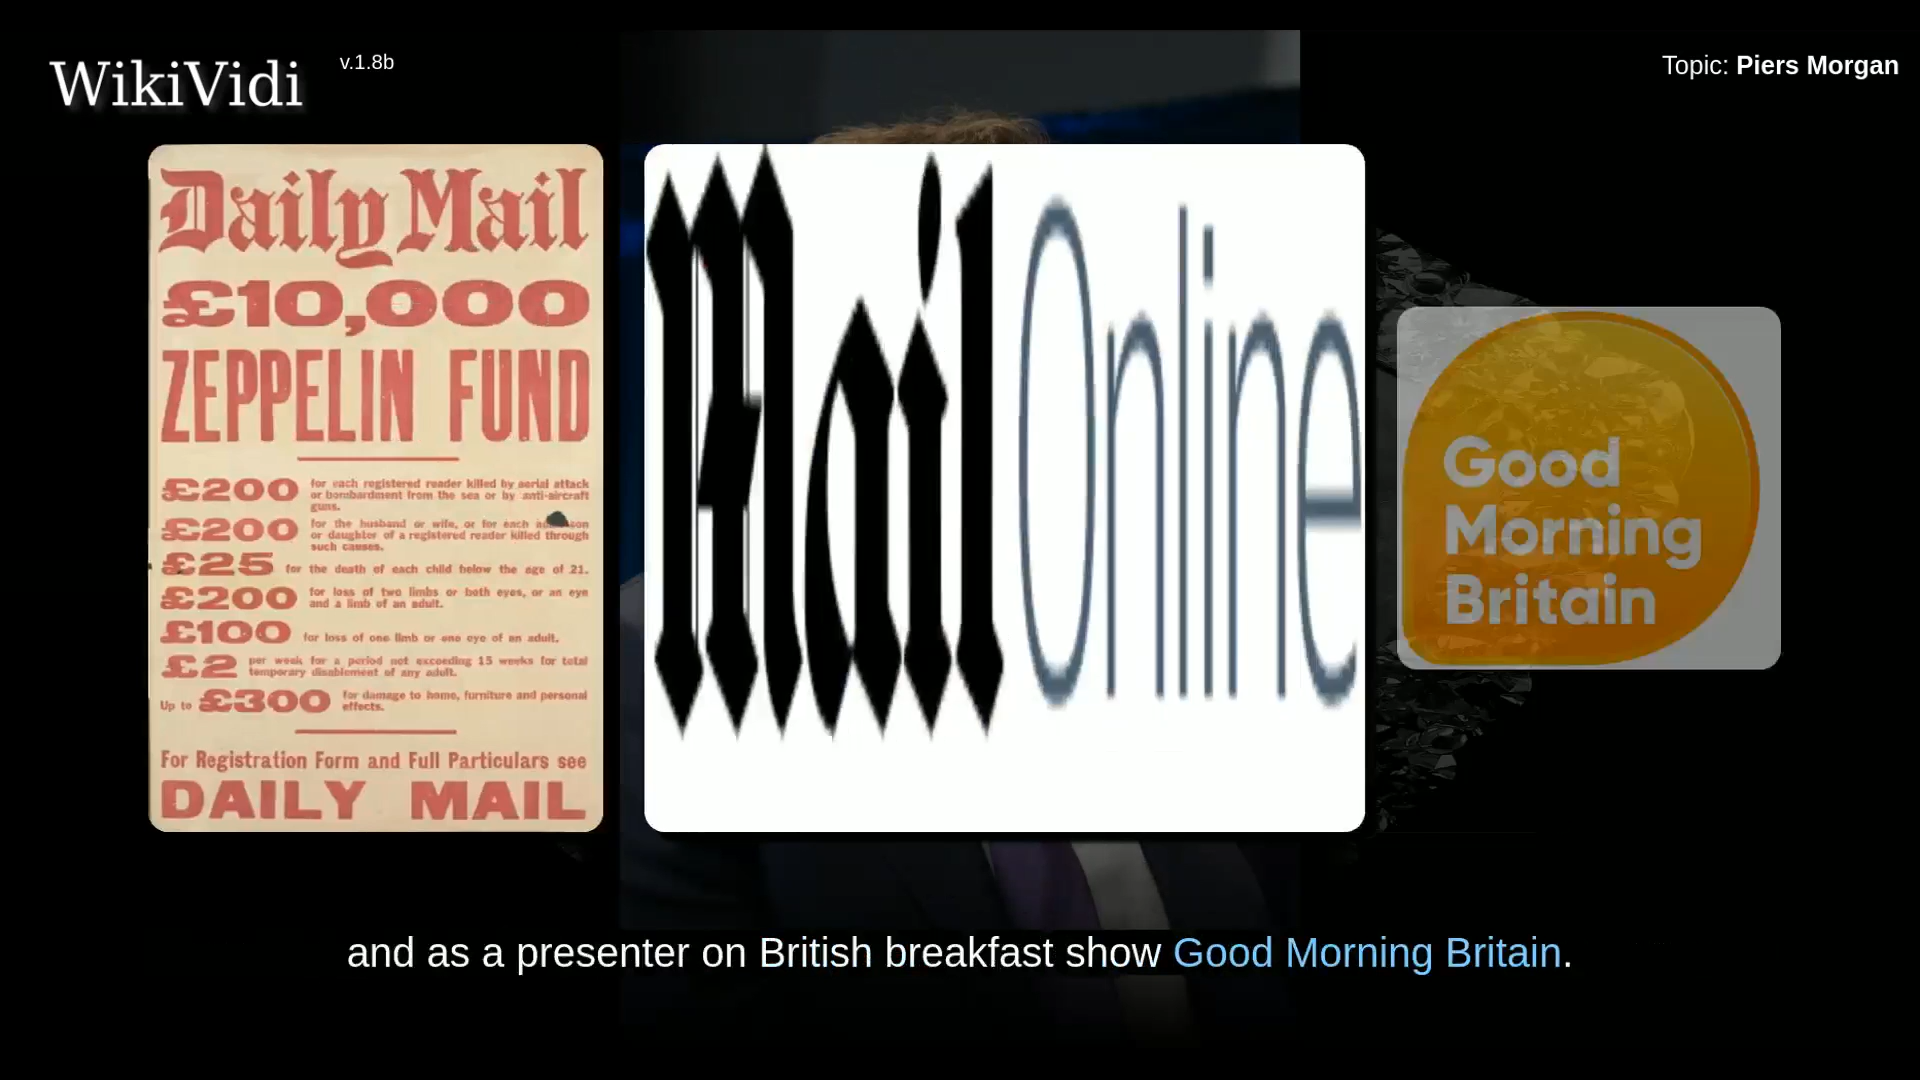 WikiVidi
v.1.8b
Topic: Piers Morgan
Daily Mail
£10,000
ZEPPELIN FUND
£200 for each registered reader killed by aerial attack
or bombardment from the sea or by anti-aircraft
guns.
£200 for the husband or wife, or for each
or daughter of a registered reader killed through
such causes.
£25 for the death of each child below the age of 21.
£200 for loss of two limbs or both eyes, or an eye
and a limb of an adult.
£100 for loss of one limb or one eye of an adult.
£2 per week for a period not exceeding 15 weeks for total
temporary disablement of any adult.
Up to £300 for damage to home, furniture and personal
effects.
For Registration Form and Full Particulars see
DAILY MAIL
Mail Online
Good
Morning
Britain
and as a presenter on British breakfast show Good Morning Britain.